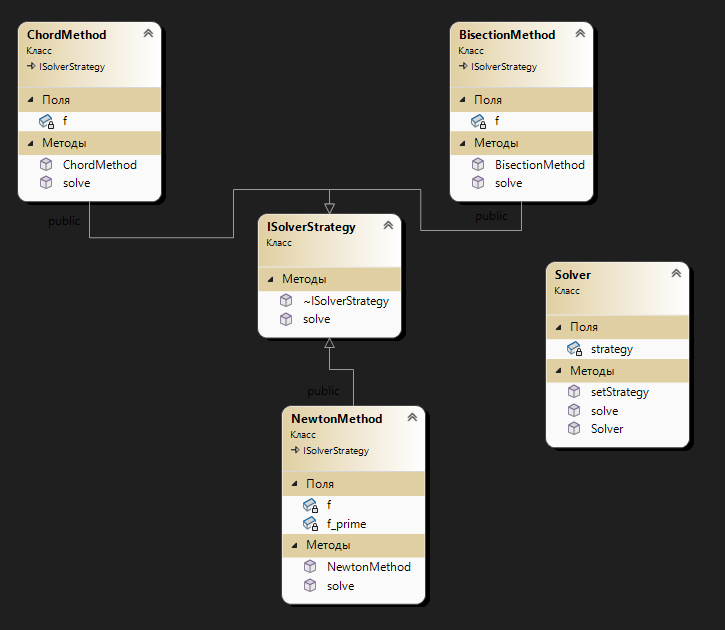 ChordMethod
Класс
ISolverStrategy
Поля
f
Методы
ChordMethod
solve
public
BisectionMethod
Класс
ISolverStrategy
Поля
f
Методы
BisectionMethod
solve
public
ISolverStrategy
Класс
Методы
~ISolverStrategy
solve
Solver
Класс
Поля
strategy
Методы
setStrategy
solve
Solver
public
NewtonMethod
Класс
ISolverStrategy
Поля
f
f_prime
Методы
NewtonMethod
solve